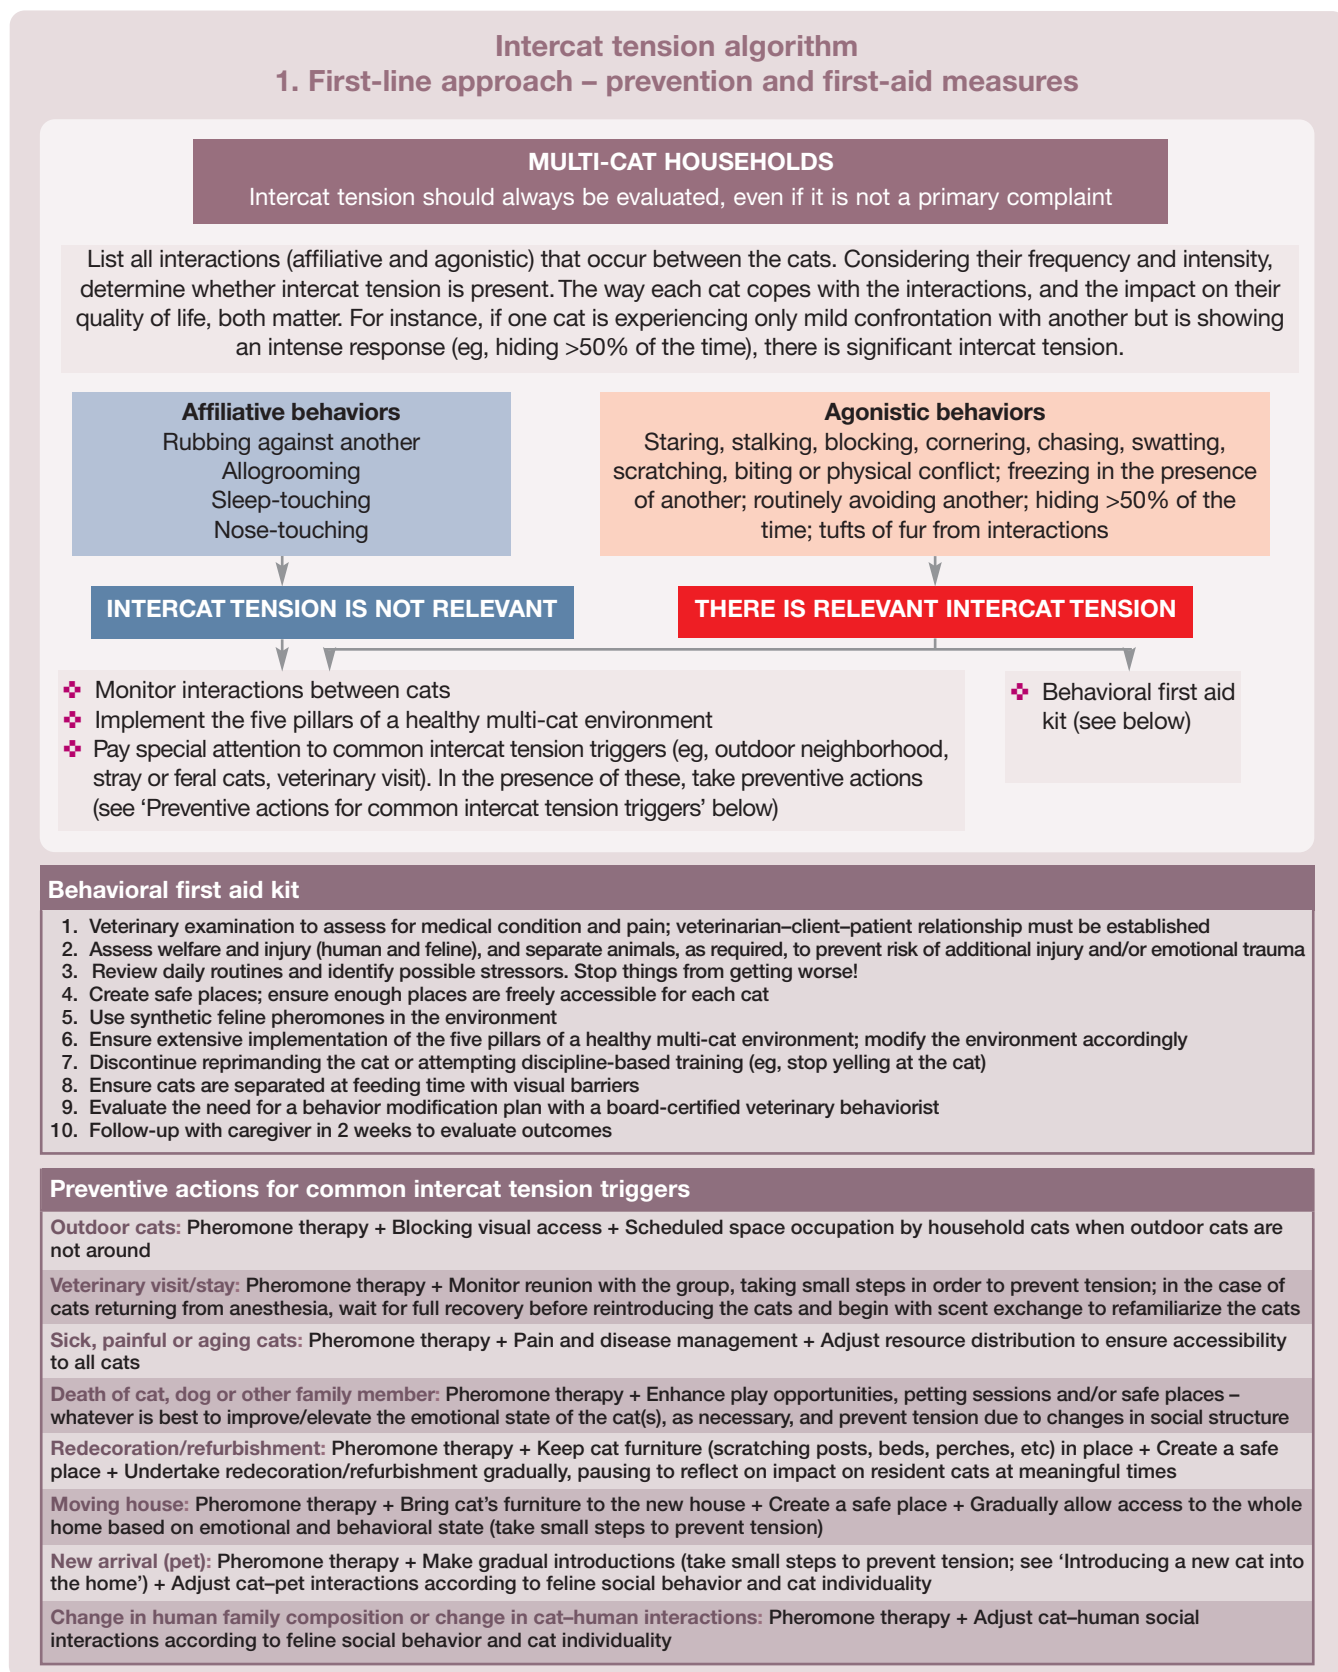 Intercat tension algorithm
1. First-line approach – prevention and first-aid measures
MULTI-CAT HOUSEHOLDS
Intercat tension should always be evaluated, even if it is not a primary complaint
List all interactions (affiliative and agonistic) that occur between the cats. Considering their frequency and intensity,
determine whether intercat tension is present. The way each cat copes with the interactions, and the impact on their
quality of life, both matter. For instance, if one cat is experiencing only mild confrontation with another but is showing
an intense response (eg, hiding >50% of the time), there is significant intercat tension.
Affiliative behaviors
Rubbing against another
Allogrooming
Sleep-touching
Nose-touching
Agonistic behaviors
Staring, stalking, blocking, cornering, chasing, swatting,
scratching, biting or physical conflict; freezing in the presence
of another; routinely avoiding another; hiding >50% of the
time; tufts of fur from interactions
INTERCAT TENSION IS NOT RELEVANT
THERE IS RELEVANT INTERCAT TENSION
✤ Monitor interactions between cats
✤ Implement the five pillars of a healthy multi-cat environment
✤ Pay special attention to common intercat tension triggers (eg, outdoor neighborhood,
stray or feral cats, veterinary visit). In the presence of these, take preventive actions
(see ‘Preventive actions for common intercat tension triggers’ below)
✤ Behavioral first aid
kit (see below)
Behavioral first aid kit
1. Veterinary examination to assess for medical condition and pain; veterinarian–client–patient relationship must be established
2. Assess welfare and injury (human and feline), and separate animals, as required, to prevent risk of additional injury and/or emotional trauma
3. Review daily routines and identify possible stressors. Stop things from getting worse!
4. Create safe places; ensure enough places are freely accessible for each cat
5. Use synthetic feline pheromones in the environment
6. Ensure extensive implementation of the five pillars of a healthy multi-cat environment; modify the environment accordingly
7. Discontinue reprimanding the cat or attempting discipline-based training (eg, stop yelling at the cat)
8. Ensure cats are separated at feeding time with visual barriers
9. Evaluate the need for a behavior modification plan with a board-certified veterinary behaviorist
10. Follow-up with caregiver in 2 weeks to evaluate outcomes
Preventive actions for common intercat tension triggers
Outdoor cats: Pheromone therapy + Blocking visual access + Scheduled space occupation by household cats when outdoor cats are
not around
Veterinary visit/stay: Pheromone therapy + Monitor reunion with the group, taking small steps in order to prevent tension; in the case of
cats returning from anesthesia, wait for full recovery before reintroducing the cats and begin with scent exchange to refamiliarize the cats
Sick, painful or aging cats: Pheromone therapy + Pain and disease management + Adjust resource distribution to ensure accessibility
to all cats
Death of cat, dog or other family member: Pheromone therapy + Enhance play opportunities, petting sessions and/or safe places –
whatever is best to improve/elevate the emotional state of the cat(s), as necessary, and prevent tension due to changes in social structure
Redecoration/refurbishment: Pheromone therapy + Keep cat furniture (scratching posts, beds, perches, etc) in place + Create a safe
place + Undertake redecoration/refurbishment gradually, pausing to reflect on impact on resident cats at meaningful times
Moving house: Pheromone therapy + Bring cat’s furniture to the new house + Create a safe place + Gradually allow access to the whole
home based on emotional and behavioral state (take small steps to prevent tension)
New arrival (pet): Pheromone therapy + Make gradual introductions (take small steps to prevent tension; see ‘Introducing a new cat into
the home’) + Adjust cat–pet interactions according to feline social behavior and cat individuality
Change in human family composition or change in cat–human interactions: Pheromone therapy + Adjust cat–human social
interactions according to feline social behavior and cat individuality